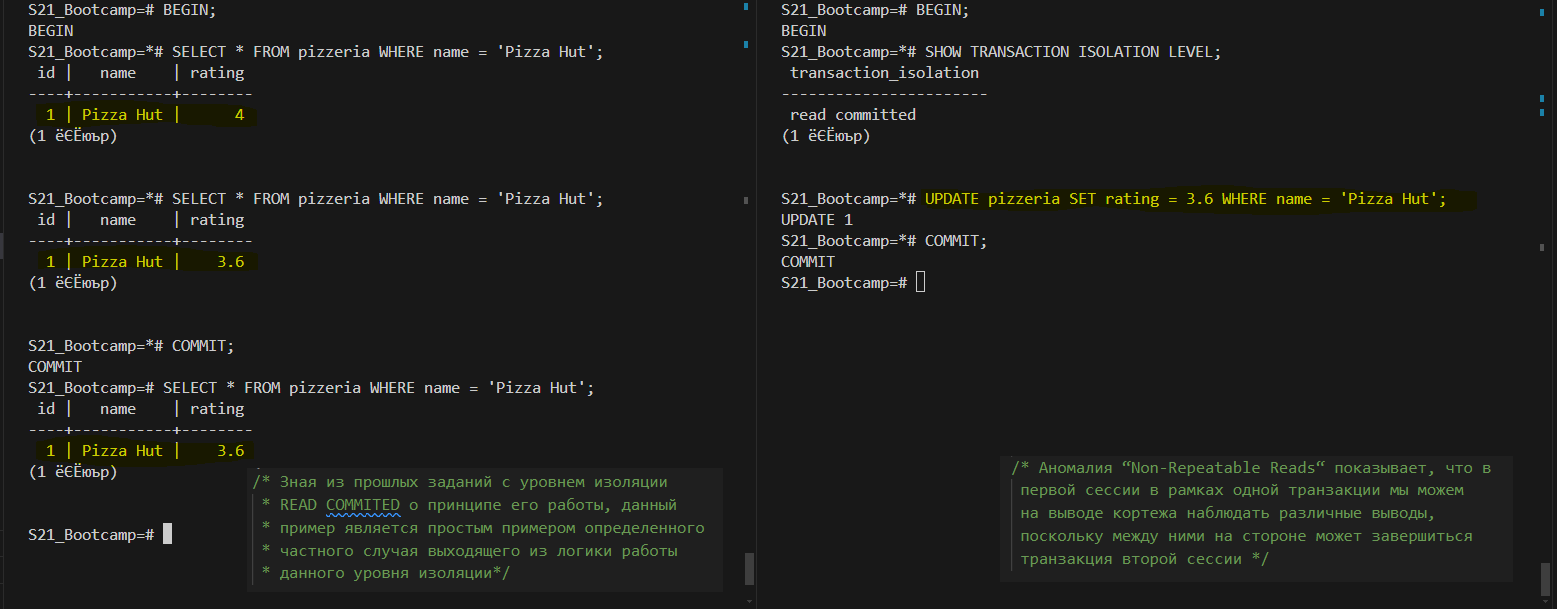 S21_Bootcamp=# BEGIN;
BEGIN
S21_Bootcamp=*# SELECT * FROM pizzeria WHERE name = 'Pizza Hut';
 id |   name    | rating
----+-----------+--------
  1 | Pizza Hut |      4
(1 ёЄЁюър)
S21_Bootcamp=*# SELECT * FROM pizzeria WHERE name = 'Pizza Hut';
 id |   name    | rating
----+-----------+--------
  1 | Pizza Hut |    3.6
(1 ёЄЁюър)
S21_Bootcamp=*# COMMIT;
COMMIT
S21_Bootcamp=# SELECT * FROM pizzeria WHERE name = 'Pizza Hut';
 id |   name    | rating
----+-----------+--------
  1 | Pizza Hut |    3.6
(1 ёЄЁюър)
S21_Bootcamp=#
/* Зная из прошлых заданий с уровнем изоляции
 * READ COMMITED о принципе его работы, данный
 * пример является простым примером определенного
 * частного случая выходящего из логики работы
 * данного уровня изоляции*/
S21_Bootcamp=# BEGIN;
BEGIN
S21_Bootcamp=*# SHOW TRANSACTION ISOLATION LEVEL;
 transaction_isolation
-----------------------
 read committed
(1 ёЄЁюър)
S21_Bootcamp=*# UPDATE pizzeria SET rating = 3.6 WHERE name = 'Pizza Hut';
UPDATE 1
S21_Bootcamp=*# COMMIT;
COMMIT
S21_Bootcamp=#
/* Аномалия “Non-Repeatable Reads“ показывает, что в
 первой сессии в рамках одной транзакции мы можем
 на выводе кортежа наблюдать различные выводы,
 поскольку между ними на стороне может завершиться
 транзакция второй сессии */